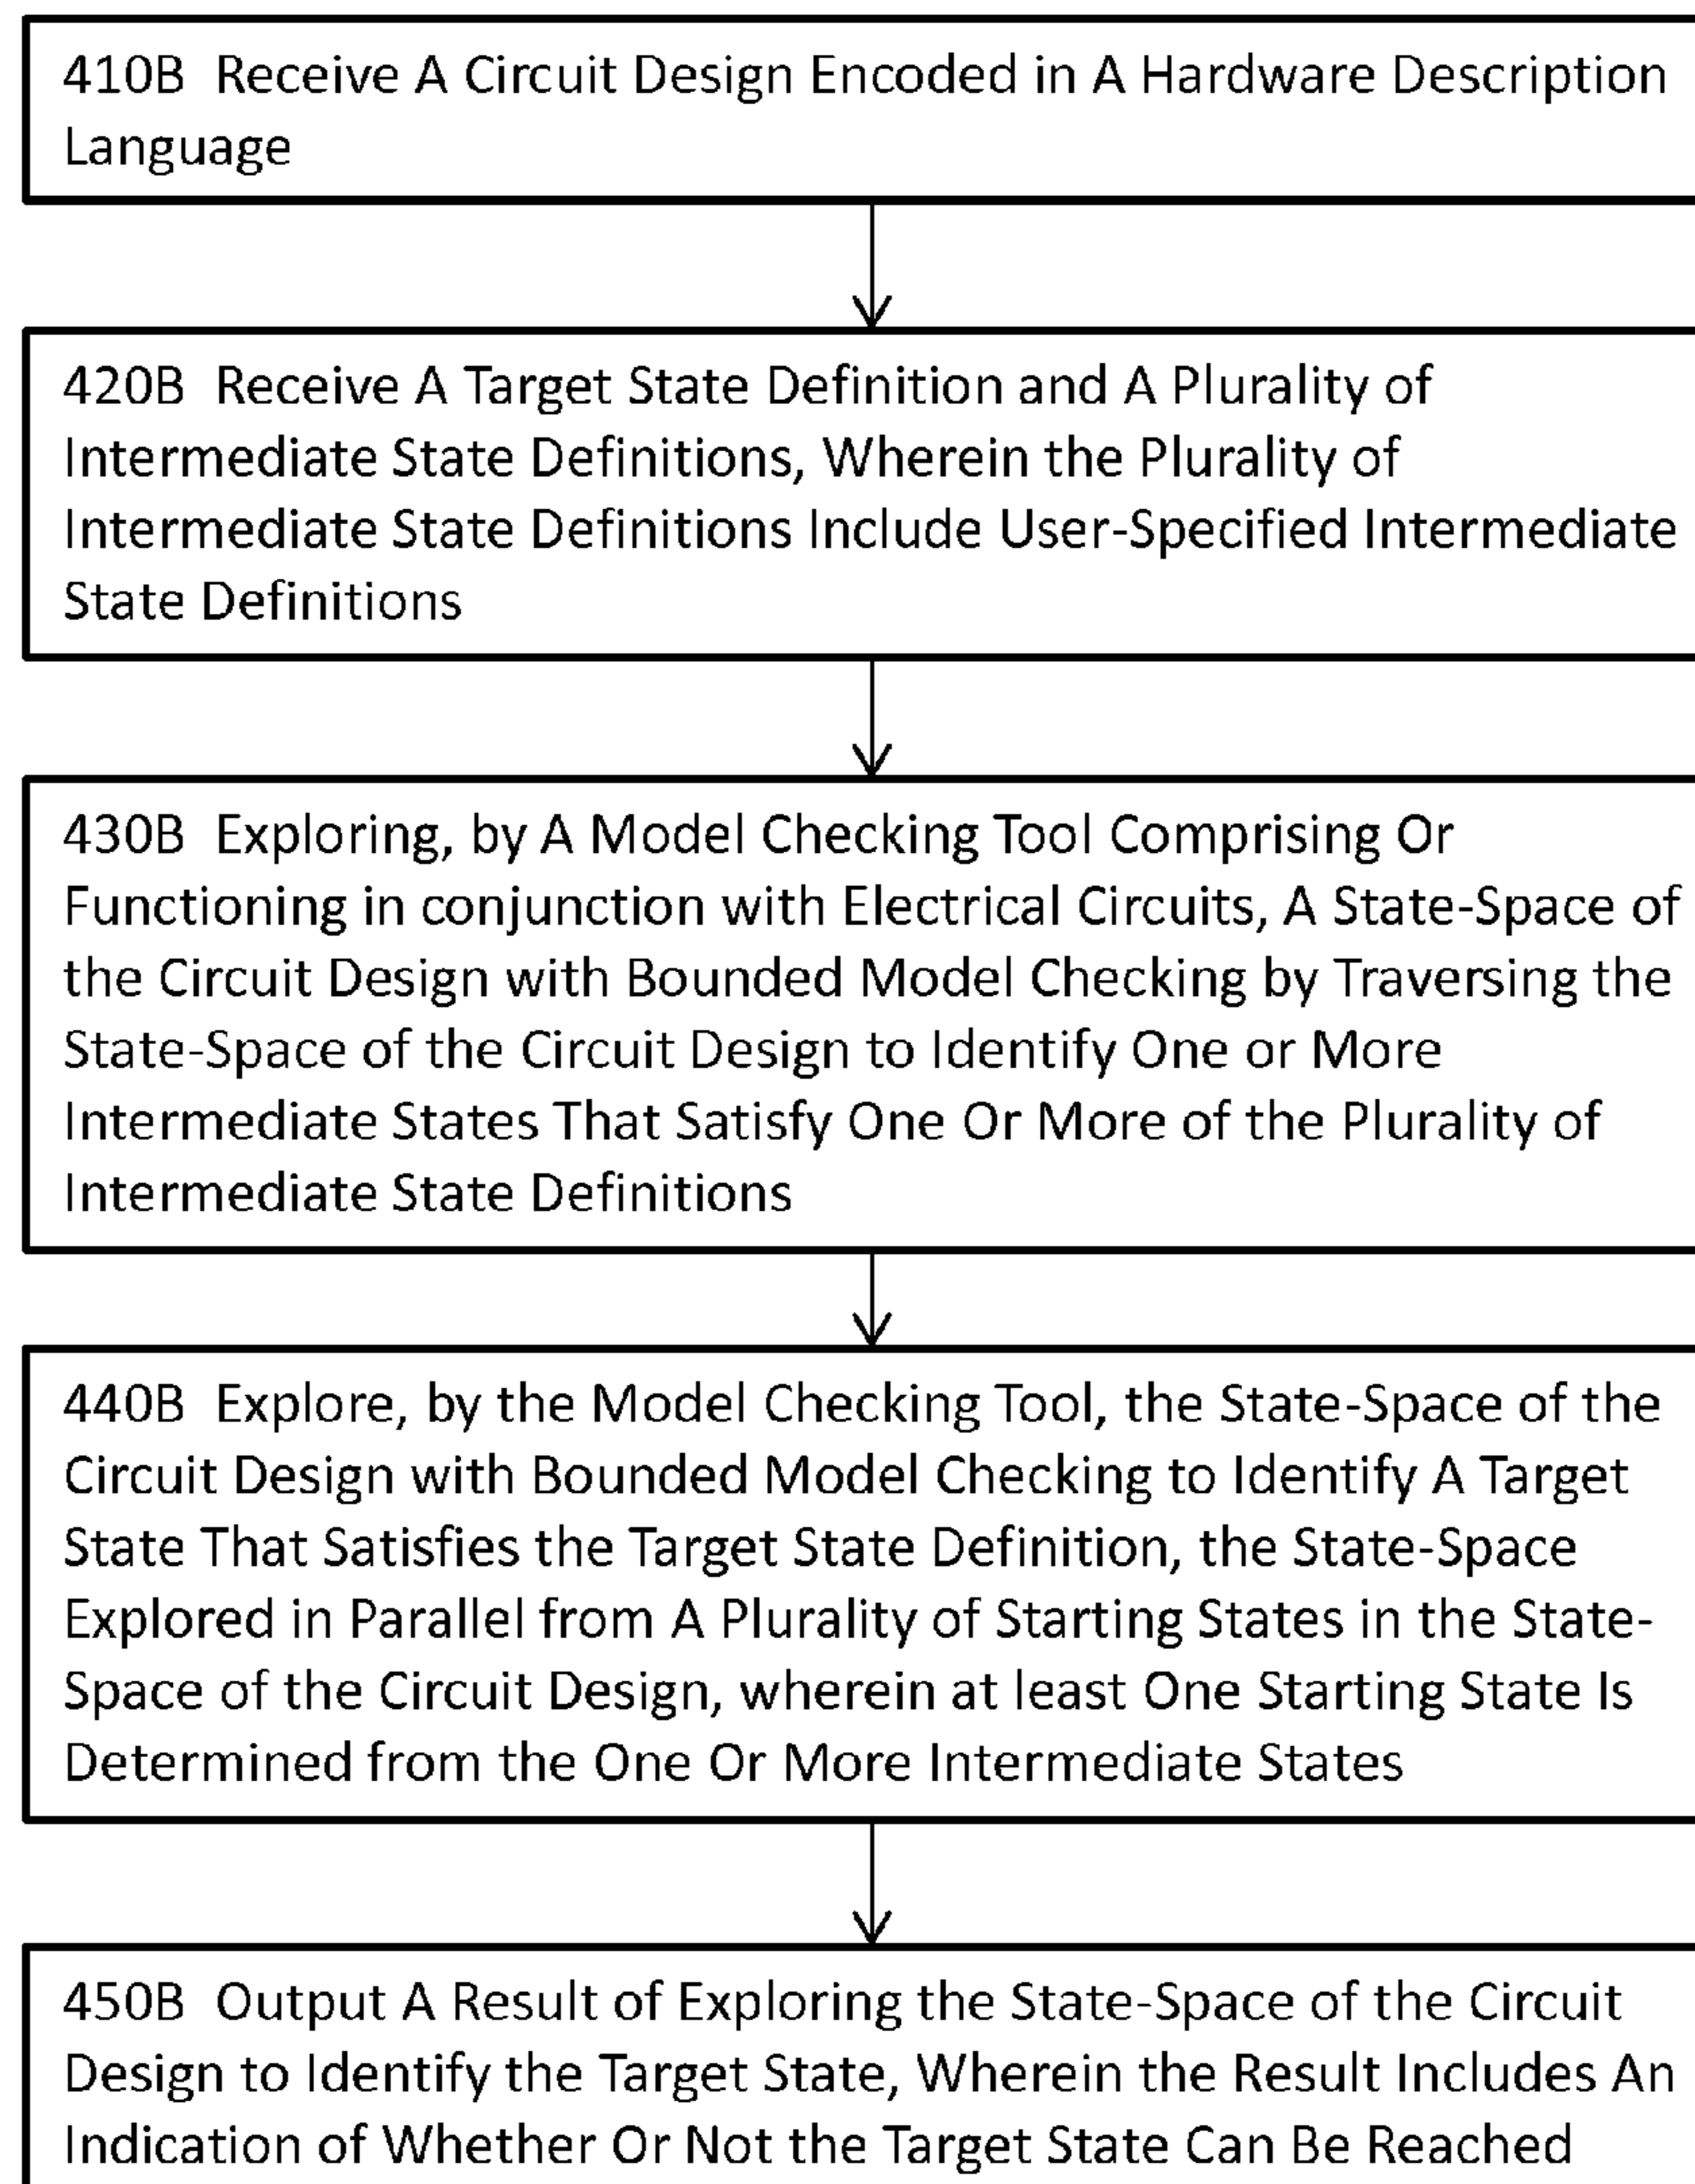 410B Receive A Circuit Design Encoded in A Hardware Description
Language
420B Receive A Target State Definition and A Plurality of
Intermediate State Definitions, Wherein the Plurality of
Intermediate State Definitions Include User-Specified Intermediate
State Definitions
430B Exploring, by A Model Checking Tool Comprising Or
Functioning in conjunction with Electrical Circuits, A State-Space of
the Circuit Design with Bounded Model Checking by Traversing the
State-Space of the Circuit Design to Identify One or More
Intermediate States That Satisfy One Or More of the Plurality of
Intermediate State Definitions
440B Explore, by the Model Checking Tool, the State-Space of the
Circuit Design with Bounded Model Checking to Identify A Target
State That Satisfies the Target State Definition, the State-Space
Explored in Parallel from A Plurality of Starting States in the State-
Space of the Circuit Design, wherein at least One Starting State Is
Determined from the One Or More Intermediate States
450B Output A Result of Exploring the State-Space of the Circuit
Design to Identify the Target State, Wherein the Result Includes An
Indication of Whether Or Not the Target State Can Be Reached